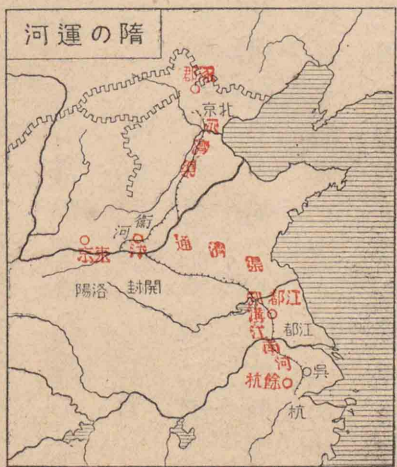 隋の運河
涿郡
北京
永濟渠
衛河
通濟渠
東京
洛陽
開封
邗溝
江都
江都
江南河
呉
餘杭
杭